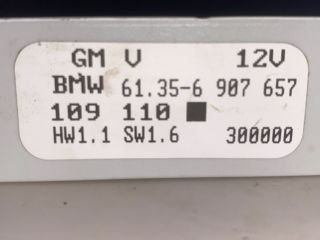 GM V 12V
BMW 61.35-6 907 657
109 110
HW1.1 SW1.6 300000